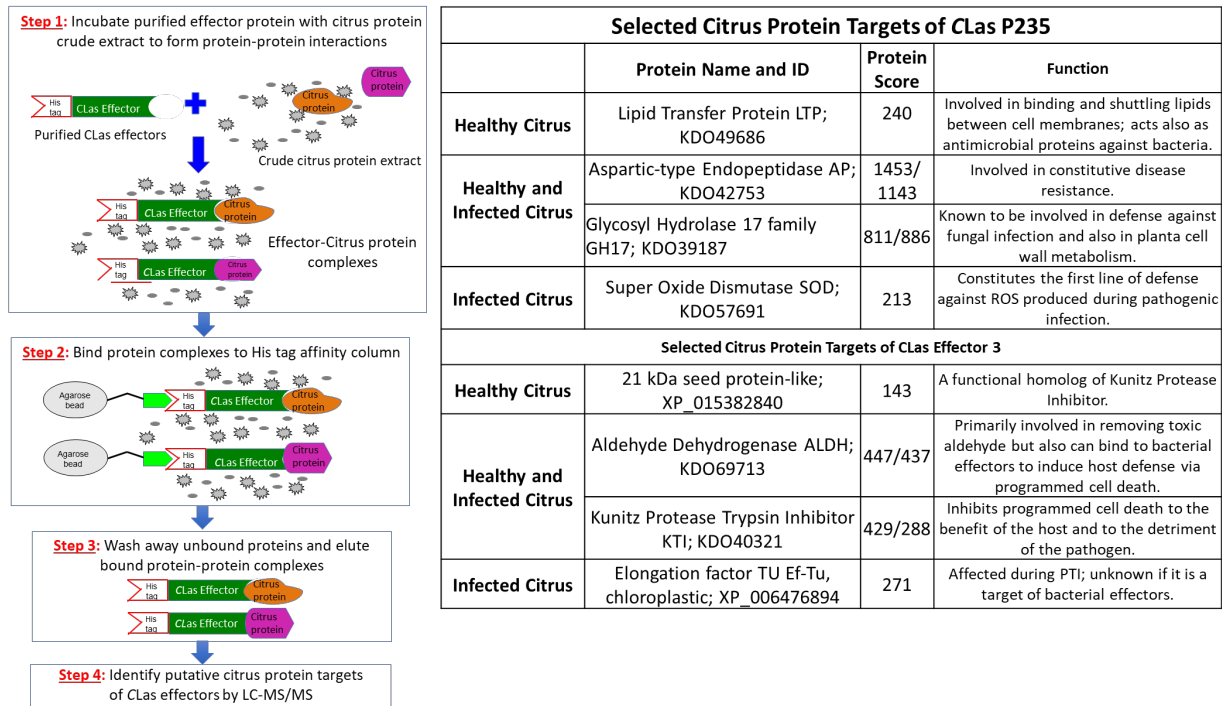 Step 1: Incubate purified effector protein with citrus protein
crude extract to form protein-protein interactions
His
tag
CLas Effector
Citrus
protein
Citrus
protein
Purified CLas effectors
Crude citrus protein extract
His
tag
CLas Effector
Citrus
protein
Effector-Citrus protein
complexes
His
tag
CLas Effector
Citrus
protein
Step 2: Bind protein complexes to His tag affinity column
Agarose
bead
His
tag
CLas Effector
Citrus
protein
Agarose
bead
His
tag
CLas Effector
Citrus
protein
Step 3: Wash away unbound proteins and elute
bound protein-protein complexes
His
tag
CLas Effector
Citrus
protein
His
tag
CLas Effector
Citrus
protein
Step 4: Identify putative citrus protein targets
of CLas effectors by LC-MS/MS
Selected Citrus Protein Targets of CLas P235
Protein Name and ID
Protein
Score
Function
Healthy Citrus
Lipid Transfer Protein LTP;
KDO49686
240
Involved in binding and shuttling lipids
between cell membranes; acts also as
antimicrobial proteins against bacteria.
Healthy and
Infected Citrus
Aspartic-type Endopeptidase AP;
KDO42753
1453/
1143
Involved in constitutive disease
resistance.
Glycosyl Hydrolase 17 family
GH17; KDO39187
811/886
Known to be involved in defense against
fungal infection and also in planta cell
wall metabolism.
Infected Citrus
Super Oxide Dismutase SOD;
KDO57691
213
Constitutes the first line of defense
against ROS produced during pathogenic
infection.
Selected Citrus Protein Targets of CLas Effector 3
Healthy Citrus
21 kDa seed protein-like;
XP_015382840
143
A functional homolog of Kunitz Protease
Inhibitor.
Healthy and
Infected Citrus
Aldehyde Dehydrogenase ALDH;
KDO69713
447/437
Primarily involved in removing toxic
aldehyde but also can bind to bacterial
effectors to induce host defense via
programmed cell death.
Kunitz Protease Trypsin Inhibitor
KTI; KDO40321
429/288
Inhibits programmed cell death to the
benefit of the host and to the detriment
of the pathogen.
Infected Citrus
Elongation factor TU Ef-Tu,
chloroplastic; XP_006476894
271
Affected during PTI; unknown if it is a
target of bacterial effectors.